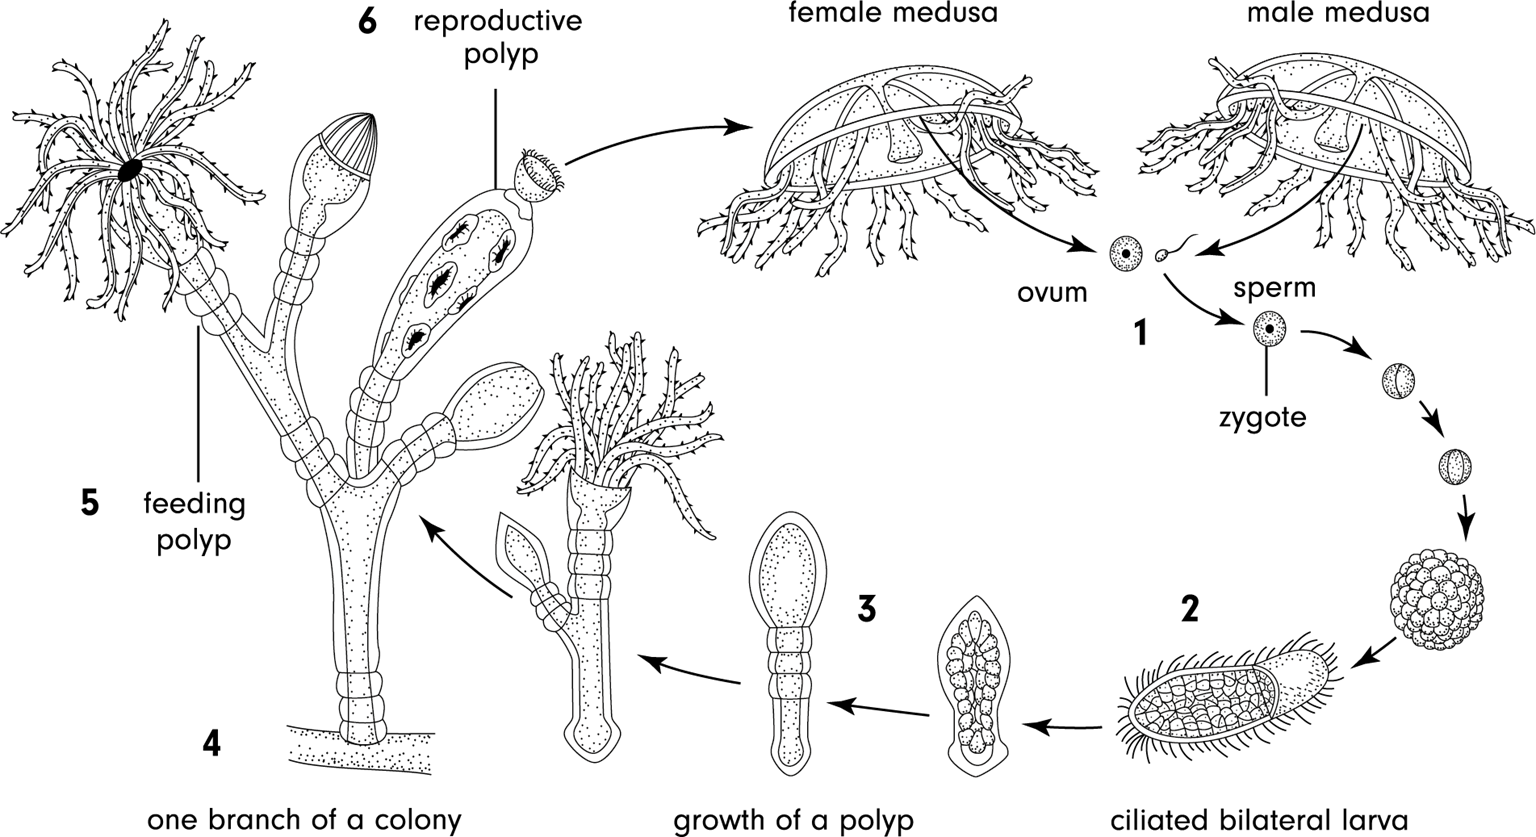 6
reproductive
polyp
female medusa
male medusa
ovum
sperm
1
zygote
5
feeding
polyp
3
2
4
one branch of a colony
growth of a polyp
ciliated bilateral larva